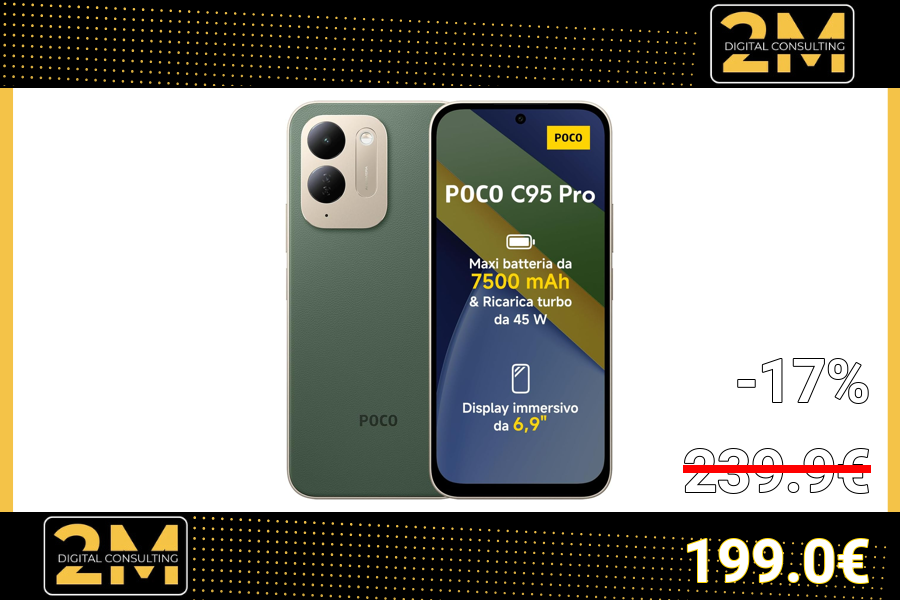 2M
DIGITAL CONSULTING
POCO
POCO C95 Pro
Maxi batteria da
7500 mAh
& Ricarica turbo
da 45 W
Display immersivo
da 6,9"
POCO
-17%
239.9€
2M
DIGITAL CONSULTING
199.0€